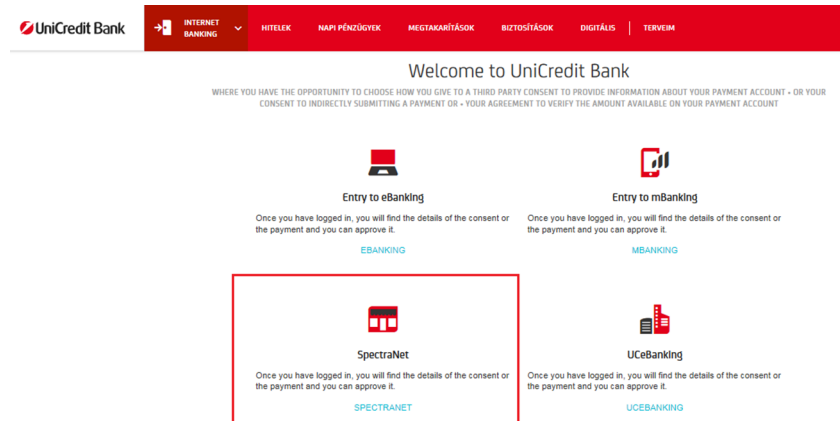 UniCredit Bank
INTERNET
BANKING
HITELEK NAPI PÉNZÜGYEK MEGTAKARÍTÁSOK BIZTOSÍTÁSOK DIGITÁLIS TERVEIM
Welcome to UniCredit Bank
WHERE YOU HAVE THE OPPORTUNITY TO CHOOSE HOW YOU GIVE TO A THIRD PARTY CONSENT TO PROVIDE INFORMATION ABOUT YOUR PAYMENT ACCOUNT • OR YOUR
CONSENT TO INDIRECTLY SUBMITTING A PAYMENT OR • YOUR AGREEMENT TO VERIFY THE AMOUNT AVAILABLE ON YOUR PAYMENT ACCOUNT
Entry to eBanking
Once you have logged in, you will find the details of the consent or
the payment and you can approve it.
EBANKING
Entry to mBanking
Once you have logged in, you will find the details of the consent or
the payment and you can approve it.
MBANKING
SpectraNet
Once you have logged in, you will find the details of the consent or
the payment and you can approve it.
SPECTRANET
UCeBanking
Once you have logged in, you will find the details of the consent or
the payment and you can approve it.
UCEBANKING